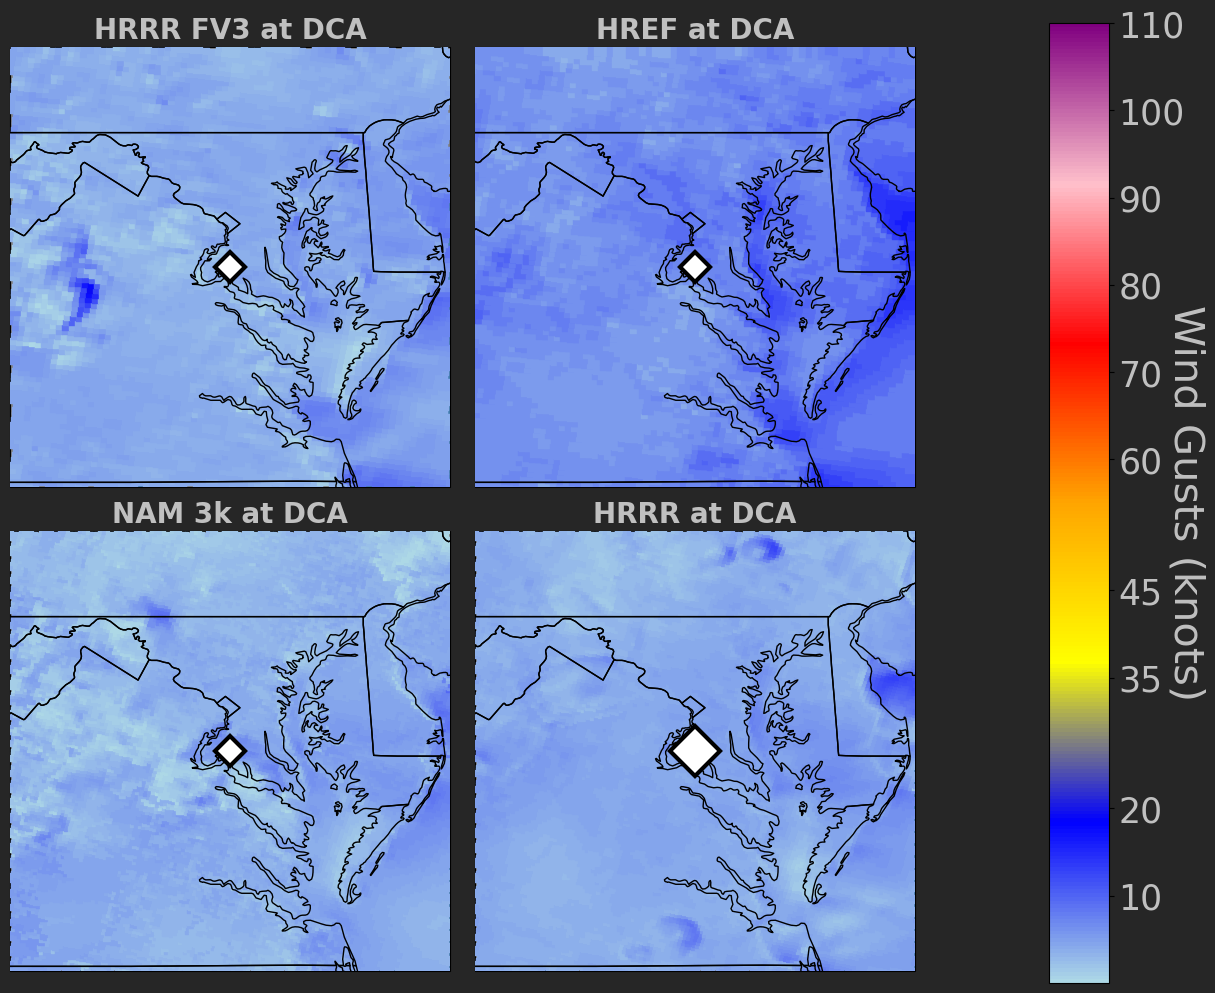 HRRR FV3 at DCA
HREF at DCA
NAM 3k at DCA
HRRR at DCA
110
100
90
80
70
60
45
35
20
10
Wind Gusts (knots)